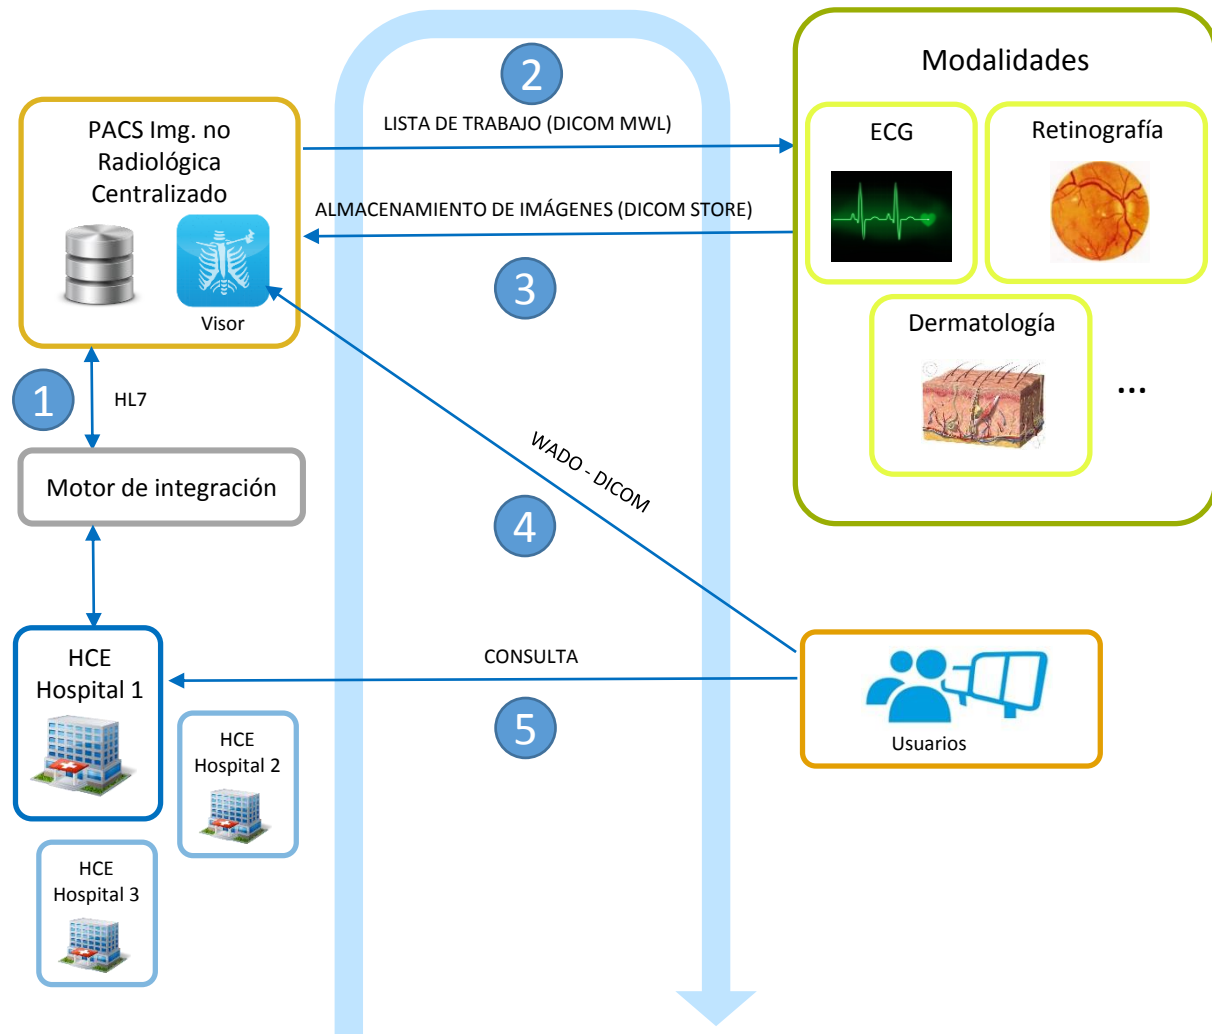 2
Modalidades
PACS Img. no
Radiológica
Centralizado
LISTA DE TRABAJO (DICOM MWL)
ECG
Retinografía
ALMACENAMIENTO DE IMÁGENES (DICOM STORE)
3
Visor
Dermatología
...
1
HL7
WADO - DICOM
Motor de integración
4
HCE
Hospital 1
CONSULTA
5
Usuarios
HCE
Hospital 2
HCE
Hospital 3